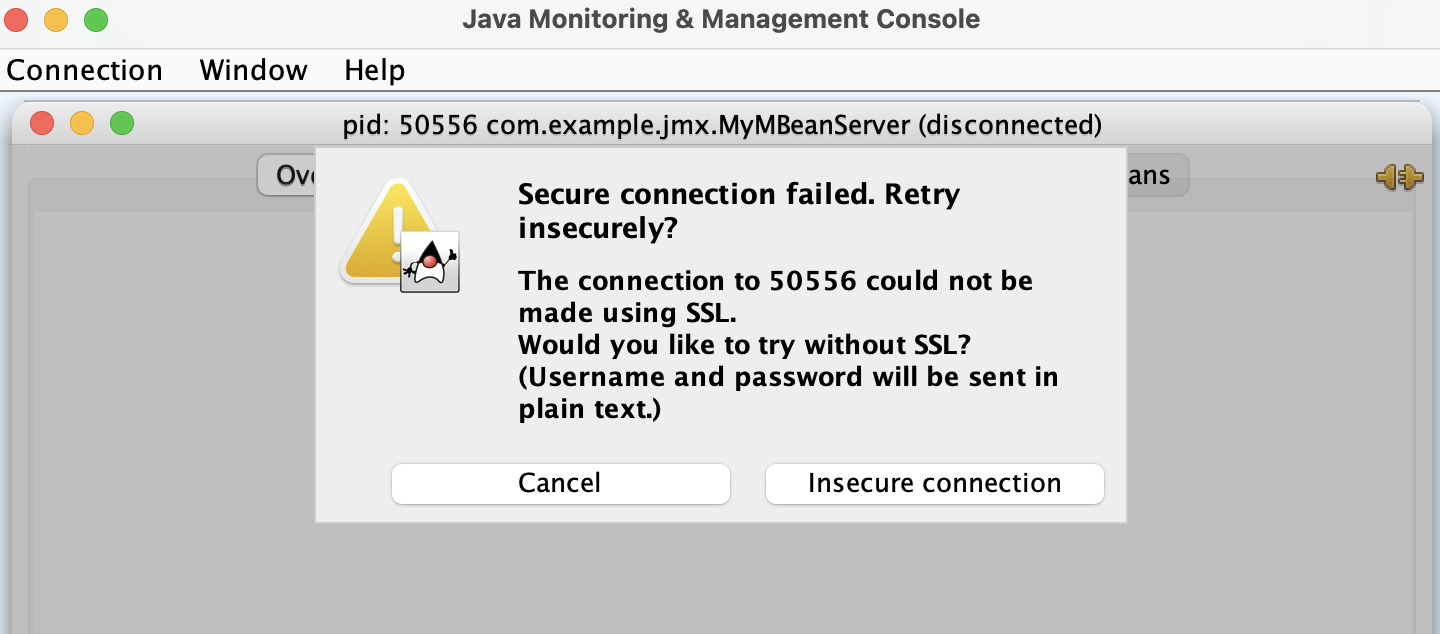 Java Monitoring & Management Console
Connection Window Help
pid: 50556 com.example.jmx.MyMBeanServer (disconnected)
Secure connection failed. Retry
insecurely?
The connection to 50556 could not be
made using SSL.
Would you like to try without SSL?
(Username and password will be sent in
plain text.)
Cancel Insecure connection